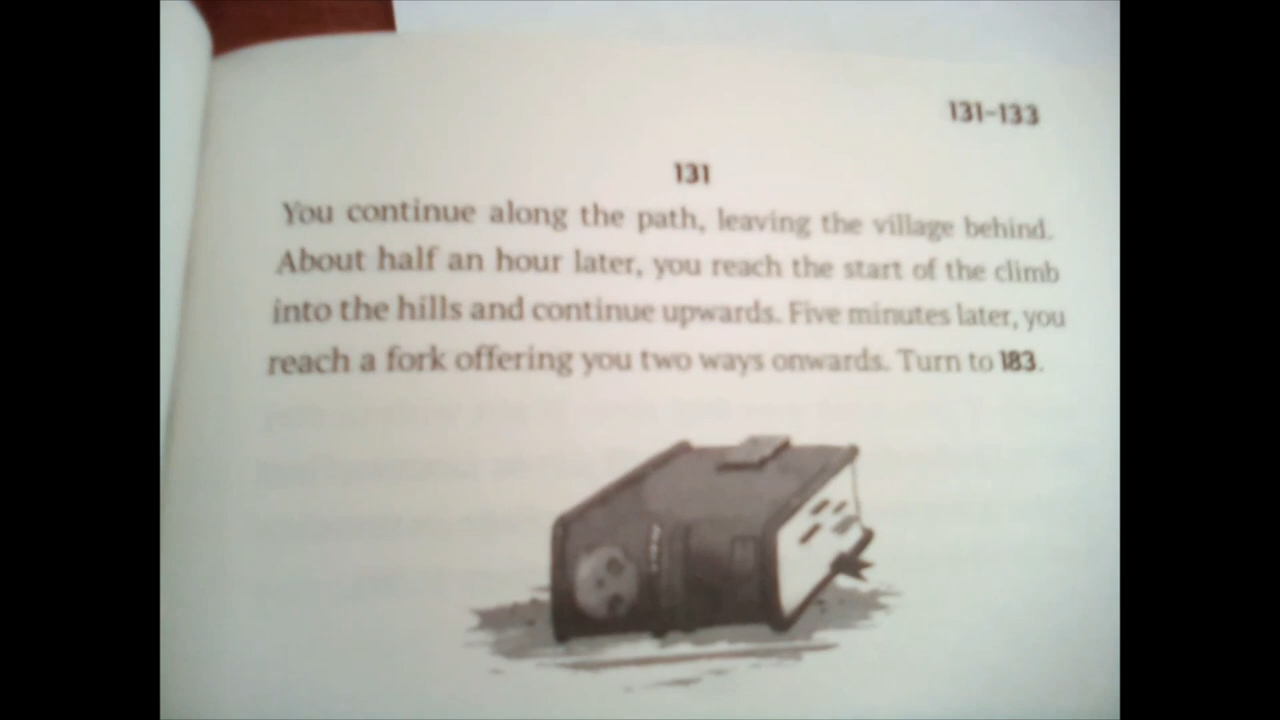 131–133
131
You continue along the path, leaving the village behind.
About half an hour later, you reach the start of the climb
into the hills and continue upwards. Five minutes later, you
reach a fork offering you two ways onwards. Turn to 183.